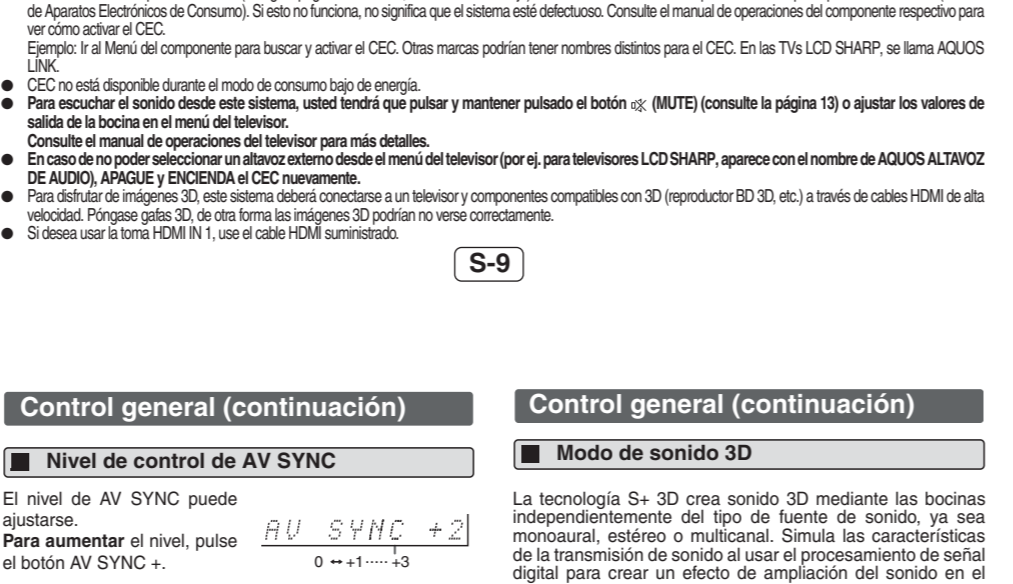 de Aparatos Electrónicos de Consumo). Si esto no funciona, no significa que el sistema esté defectuoso. Consulte el manual de operaciones del componente respectivo para
ver cómo activar el CEC.
Ejemplo: Ir al Menú del componente para buscar y activar el CEC. Otras marcas podrían tener nombres distintos para el CEC. En las TVs LCD SHARP, se llama AQUOS
LINK.
● CEC no está disponible durante el modo de consumo bajo de energía.
● Para escuchar el sonido desde este sistema, usted tendrá que pulsar y mantener pulsado el botón (MUTE) (consulte la página 13) o ajustar los valores de
salida de la bocina en el menú del televisor.
Consulte el manual de operaciones del televisor para más detalles.
● En caso de no poder seleccionar un altavoz externo desde el menú del televisor (por ej. para televisores LCD SHARP, aparece con el nombre de AQUOS ALTAVOZ
DE AUDIO), APAGUE y ENCIENDA el CEC nuevamente.
● Para disfrutar de imágenes 3D, este sistema deberá conectarse a un televisor y componentes compatibles con 3D (reproductor BD 3D, etc.) a través de cables HDMI de alta
velocidad. Póngase gafas 3D, de otra forma las imágenes 3D podrían no verse correctamente.
● Si desea usar la toma HDMI IN 1, use el cable HDMI suministrado.
S-9
Control general (continuación)
■ Nivel de control de AV SYNC
El nivel de AV SYNC puede
ajustarse.
Para aumentar el nivel, pulse
el botón AV SYNC +.
AV SYNC +2
0 ↔ +1 ····· +3
Control general (continuación)
■ Modo de sonido 3D
La tecnología S+ 3D crea sonido 3D mediante las bocinas
independientemente del tipo de fuente de sonido, ya sea
monoaural, estéreo o multicanal. Simula las características
de la transmisión de sonido al usar el procesamiento de señal
digital para crear un efecto de ampliación del sonido en el